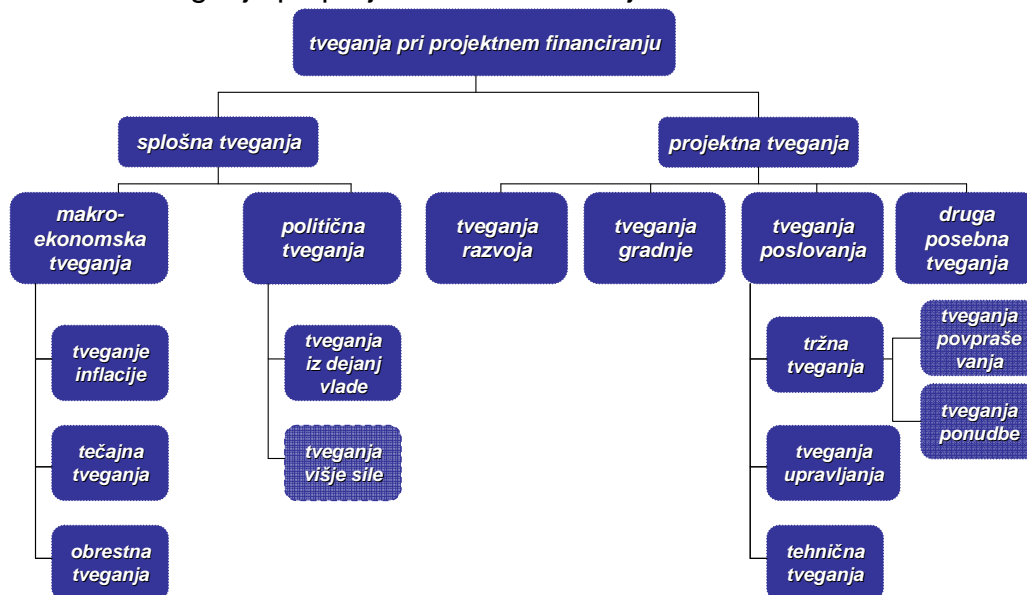 tveganja pri projektnem financiranju
splošna tveganja
projektna tveganja
makro-
ekonomska
tveganja
politična
tveganja
tveganja
razvoja
tveganja
gradnje
tveganja
poslovanja
druga
posebna
tveganja
tveganje
inflacije
tveganja
iz dejanj
vlade
tržna
tveganja
tveganja
povpraše
vanja
tveganja
ponudbe
tečajna
tveganja
tveganja
višje sile
tveganja
upravljanja
obrestna
tveganja
tehnična
tveganja